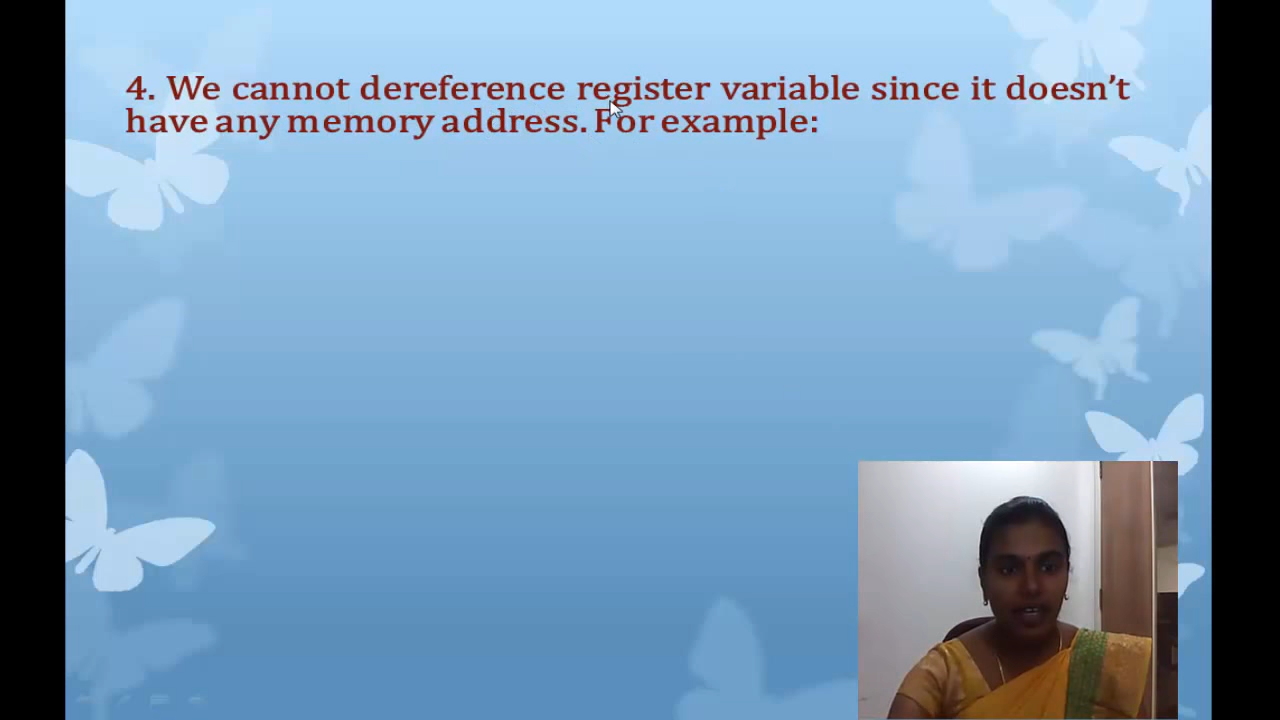 4. We cannot dereference register variable since it doesn’t
have any memory address. For example: